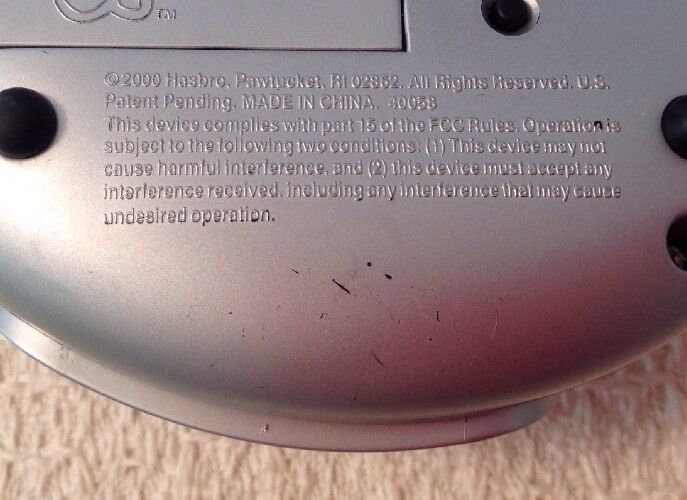 TM
©2000 Hasbro, Pawtucket, RI 02862. All Rights Reserved. U.S.
Patent Pending. MADE IN CHINA. 40058
This device complies with part 15 of the FCC Rules. Operation is
subject to the following two conditions: (1) This device may not
cause harmful interference, and (2) this device must accept any
interference received, including any interference that may cause
undesired operation.